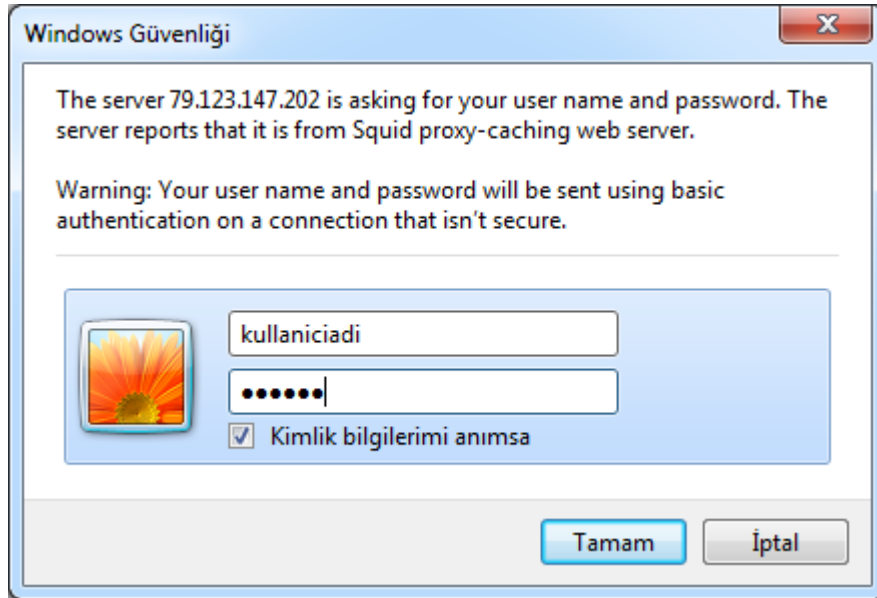 Windows Güvenliği
The server 79.123.147.202 is asking for your user name and password. The
server reports that it is from Squid proxy-caching web server.
Warning: Your user name and password will be sent using basic
authentication on a connection that isn't secure.
kullaniciadi
••••••
Kimlik bilgilerimi anımsa
Tamam
İptal